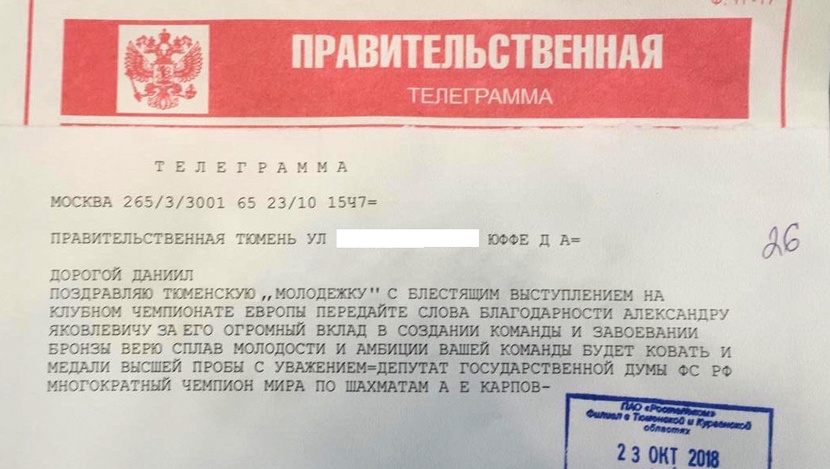 ПРАВИТЕЛЬСТВЕННАЯ
ТЕЛЕГРАММА
ТЕЛЕГРАММА
МОСКВА 265/3/3001 65 23/10 1547=
ПРАВИТЕЛЬСТВЕННАЯ ТЮМЕНЬ УЛ ЮФФЕ Д А=
26
ДОРОГОЙ ДАНИИЛ
ПОЗДРАВЛЯЮ ТЮМЕНСКУЮ „МОЛОДЕЖКУ" С БЛЕСТЯЩИМ ВЫСТУПЛЕНИЕМ НА
КЛУБНОМ ЧЕМПИОНАТЕ ЕВРОПЫ ПЕРЕДАЙТЕ СЛОВА БЛАГОДАРНОСТИ АЛЕКСАНДРУ
ЯКОВЛЕВИЧУ ЗА ЕГО ОГРОМНЫЙ ВКЛАД В СОЗДАНИИ КОМАНДЫ И ЗАВОЕВАНИИ
БРОНЗЫ ВЕРЮ СПЛАВ МОЛОДОСТИ И АМБИЦИИ ВАШЕЙ КОМАНДЫ БУДЕТ КОВАТЬ И
МЕДАЛИ ВЫСШЕЙ ПРОБЫ С УВАЖЕНИЕМ=ДЕПУТАТ ГОСУДАРСТВЕННОЙ ДУМЫ ФС РФ
МНОГОКРАТНЫЙ ЧЕМПИОН МИРА ПО ШАХМАТАМ А Е КАРПОВ-
ПАО «Ростелеком»
Филиал в Тюменской и Курганской
областях
23 ОКТ 2018